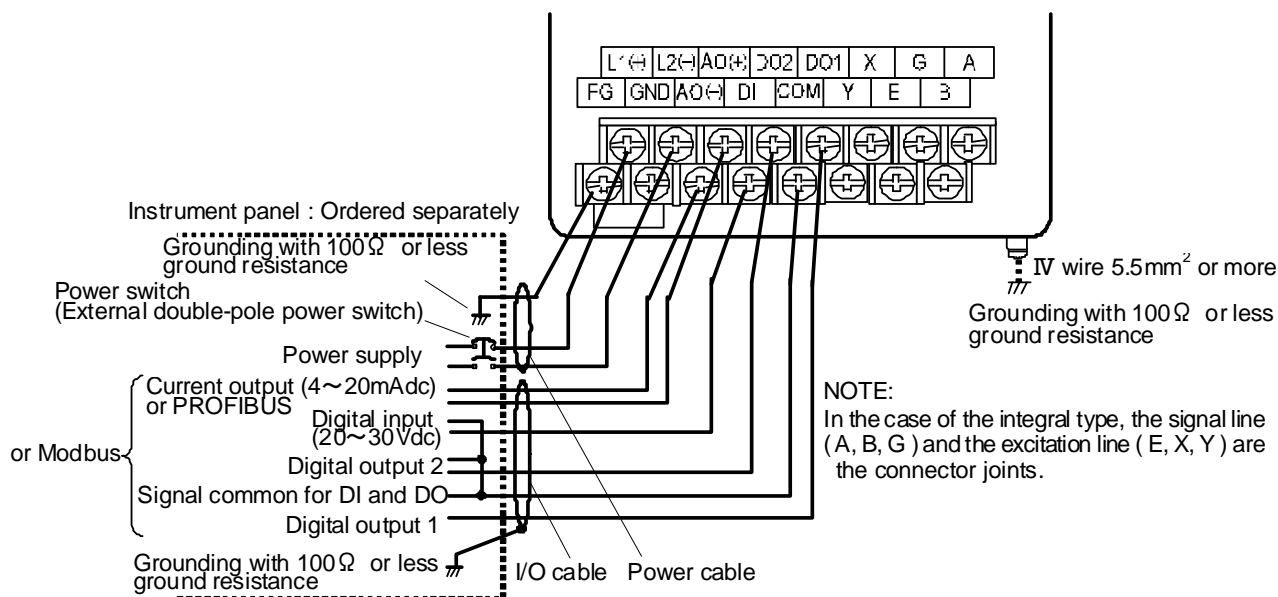 L1(+) L2(-) AO(+) DO2 DO1 X G A
FG GND AO(-) DI COM Y E B
Instrument panel : Ordered separately
Grounding with 100Ω or less
ground resistance
Power switch
(External double-pole power switch)
Power supply
Current output (4～20mAdc)
or PROFIBUS
Digital input
(20～30Vdc)
or Modbus
Digital output 2
Signal common for DI and DO
Digital output 1
Grounding with 100Ω or less
ground resistance
I/O cable
Power cable
IV wire 5.5mm² or more
Grounding with 100Ω or less
ground resistance
NOTE:
In the case of the integral type, the signal line
( A, B, G ) and the excitation line ( E, X, Y ) are
the connector joints.